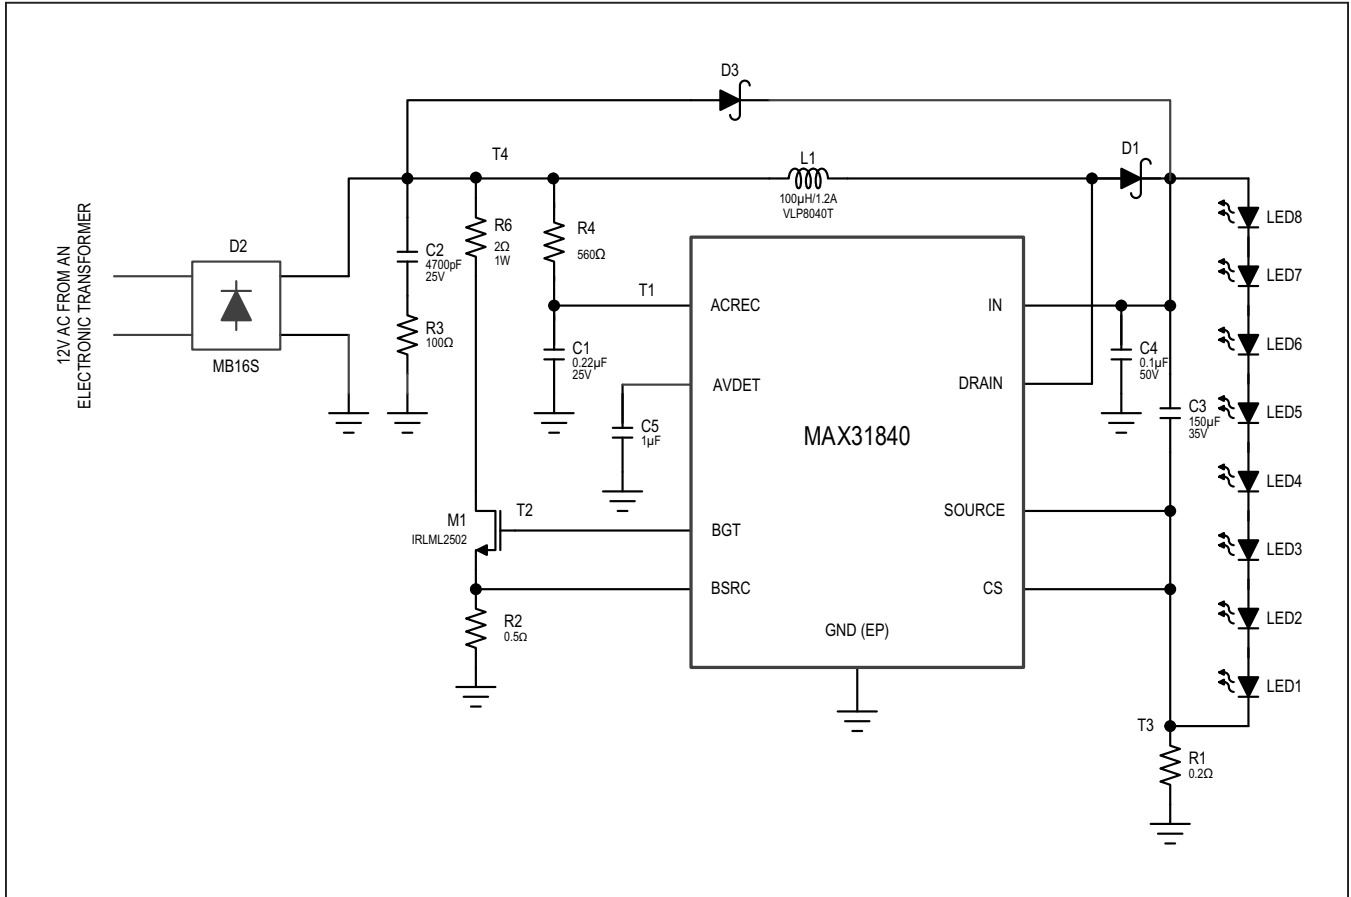 D3
T4
L1
100µH/1.2A
VLP8040T
D1
12V AC FROM AN
ELECTRONIC TRANSFORMER
D2
MB16S
C2
4700pF
25V
R3
100Ω
R6
2Ω
1W
R4
560Ω
T1
C1
0.22µF
25V
C5
1µF
M1
IRLML2502
T2
R2
0.5Ω
ACREC
AVDET
BGT
BSRC
MAX31840
GND (EP)
IN
DRAIN
SOURCE
CS
C4
0.1µF
50V
C3
150µF
35V
LED8
LED7
LED6
LED5
LED4
LED3
LED2
LED1
T3
R1
0.2Ω